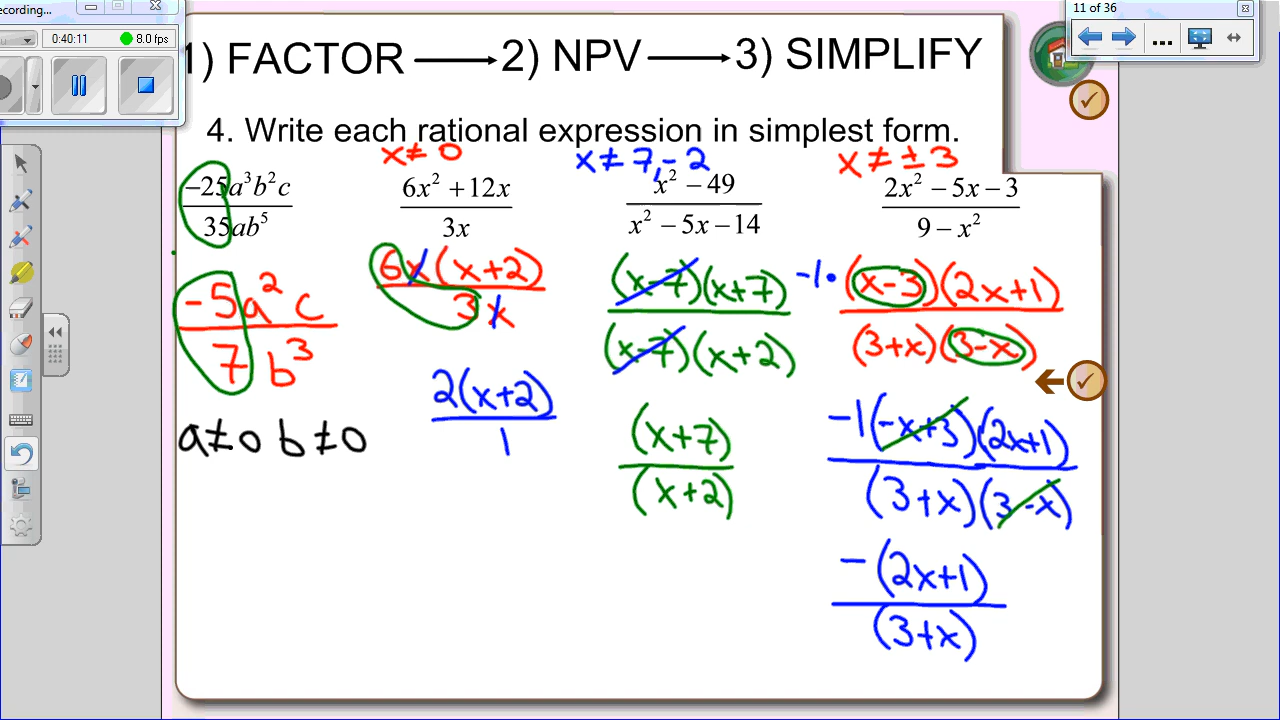 ecording...
11 of 36
0:40:11 8.0 fps
1) FACTOR → 2) NPV → 3) SIMPLIFY
4. Write each rational expression in simplest form.
x ≠ 0 x ≠ 7, -2 x ≠ ± 3
-25a³b²c / 35ab⁵
6x² + 12x / 3x
x² - 49 / x² - 5x - 14
2x² - 5x - 3 / 9 - x²
-5a²c / 7b³
a ≠ 0 b ≠ 0
6x(x+2) / 3x
2(x+2) / 1
(x-7)(x+7) / (x-7)(x+2)
(x+7) / (x+2)
-1 • (x-3)(2x+1) / (3+x)(3-x)
-1(-x+3)(2x+1) / (3+x)(3-x)
-(2x+1) / (3+x)